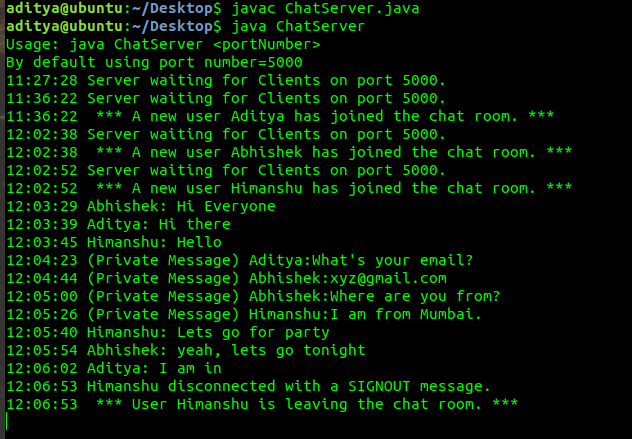 aditya@ubuntu:~/Desktop$ javac ChatServer.java
aditya@ubuntu:~/Desktop$ java ChatServer
Usage: java ChatServer <portNumber>
By default using port number=5000
11:27:28 Server waiting for Clients on port 5000.
11:36:22 Server waiting for Clients on port 5000.
11:36:22  *** A new user Aditya has joined the chat room. ***
12:02:38 Server waiting for Clients on port 5000.
12:02:38  *** A new user Abhishek has joined the chat room. ***
12:02:52 Server waiting for Clients on port 5000.
12:02:52  *** A new user Himanshu has joined the chat room. ***
12:03:29 Abhishek: Hi Everyone
12:03:39 Aditya: Hi there
12:03:45 Himanshu: Hello
12:04:23 (Private Message) Aditya:What's your email?
12:04:44 (Private Message) Abhishek:xyz@gmail.com
12:05:00 (Private Message) Abhishek:Where are you from?
12:05:26 (Private Message) Himanshu:I am from Mumbai.
12:05:40 Himanshu: Lets go for party
12:05:54 Abhishek: yeah, lets go tonight
12:06:02 Aditya: I am in
12:06:53 Himanshu disconnected with a SIGNOUT message.
12:06:53  *** User Himanshu is leaving the chat room. ***